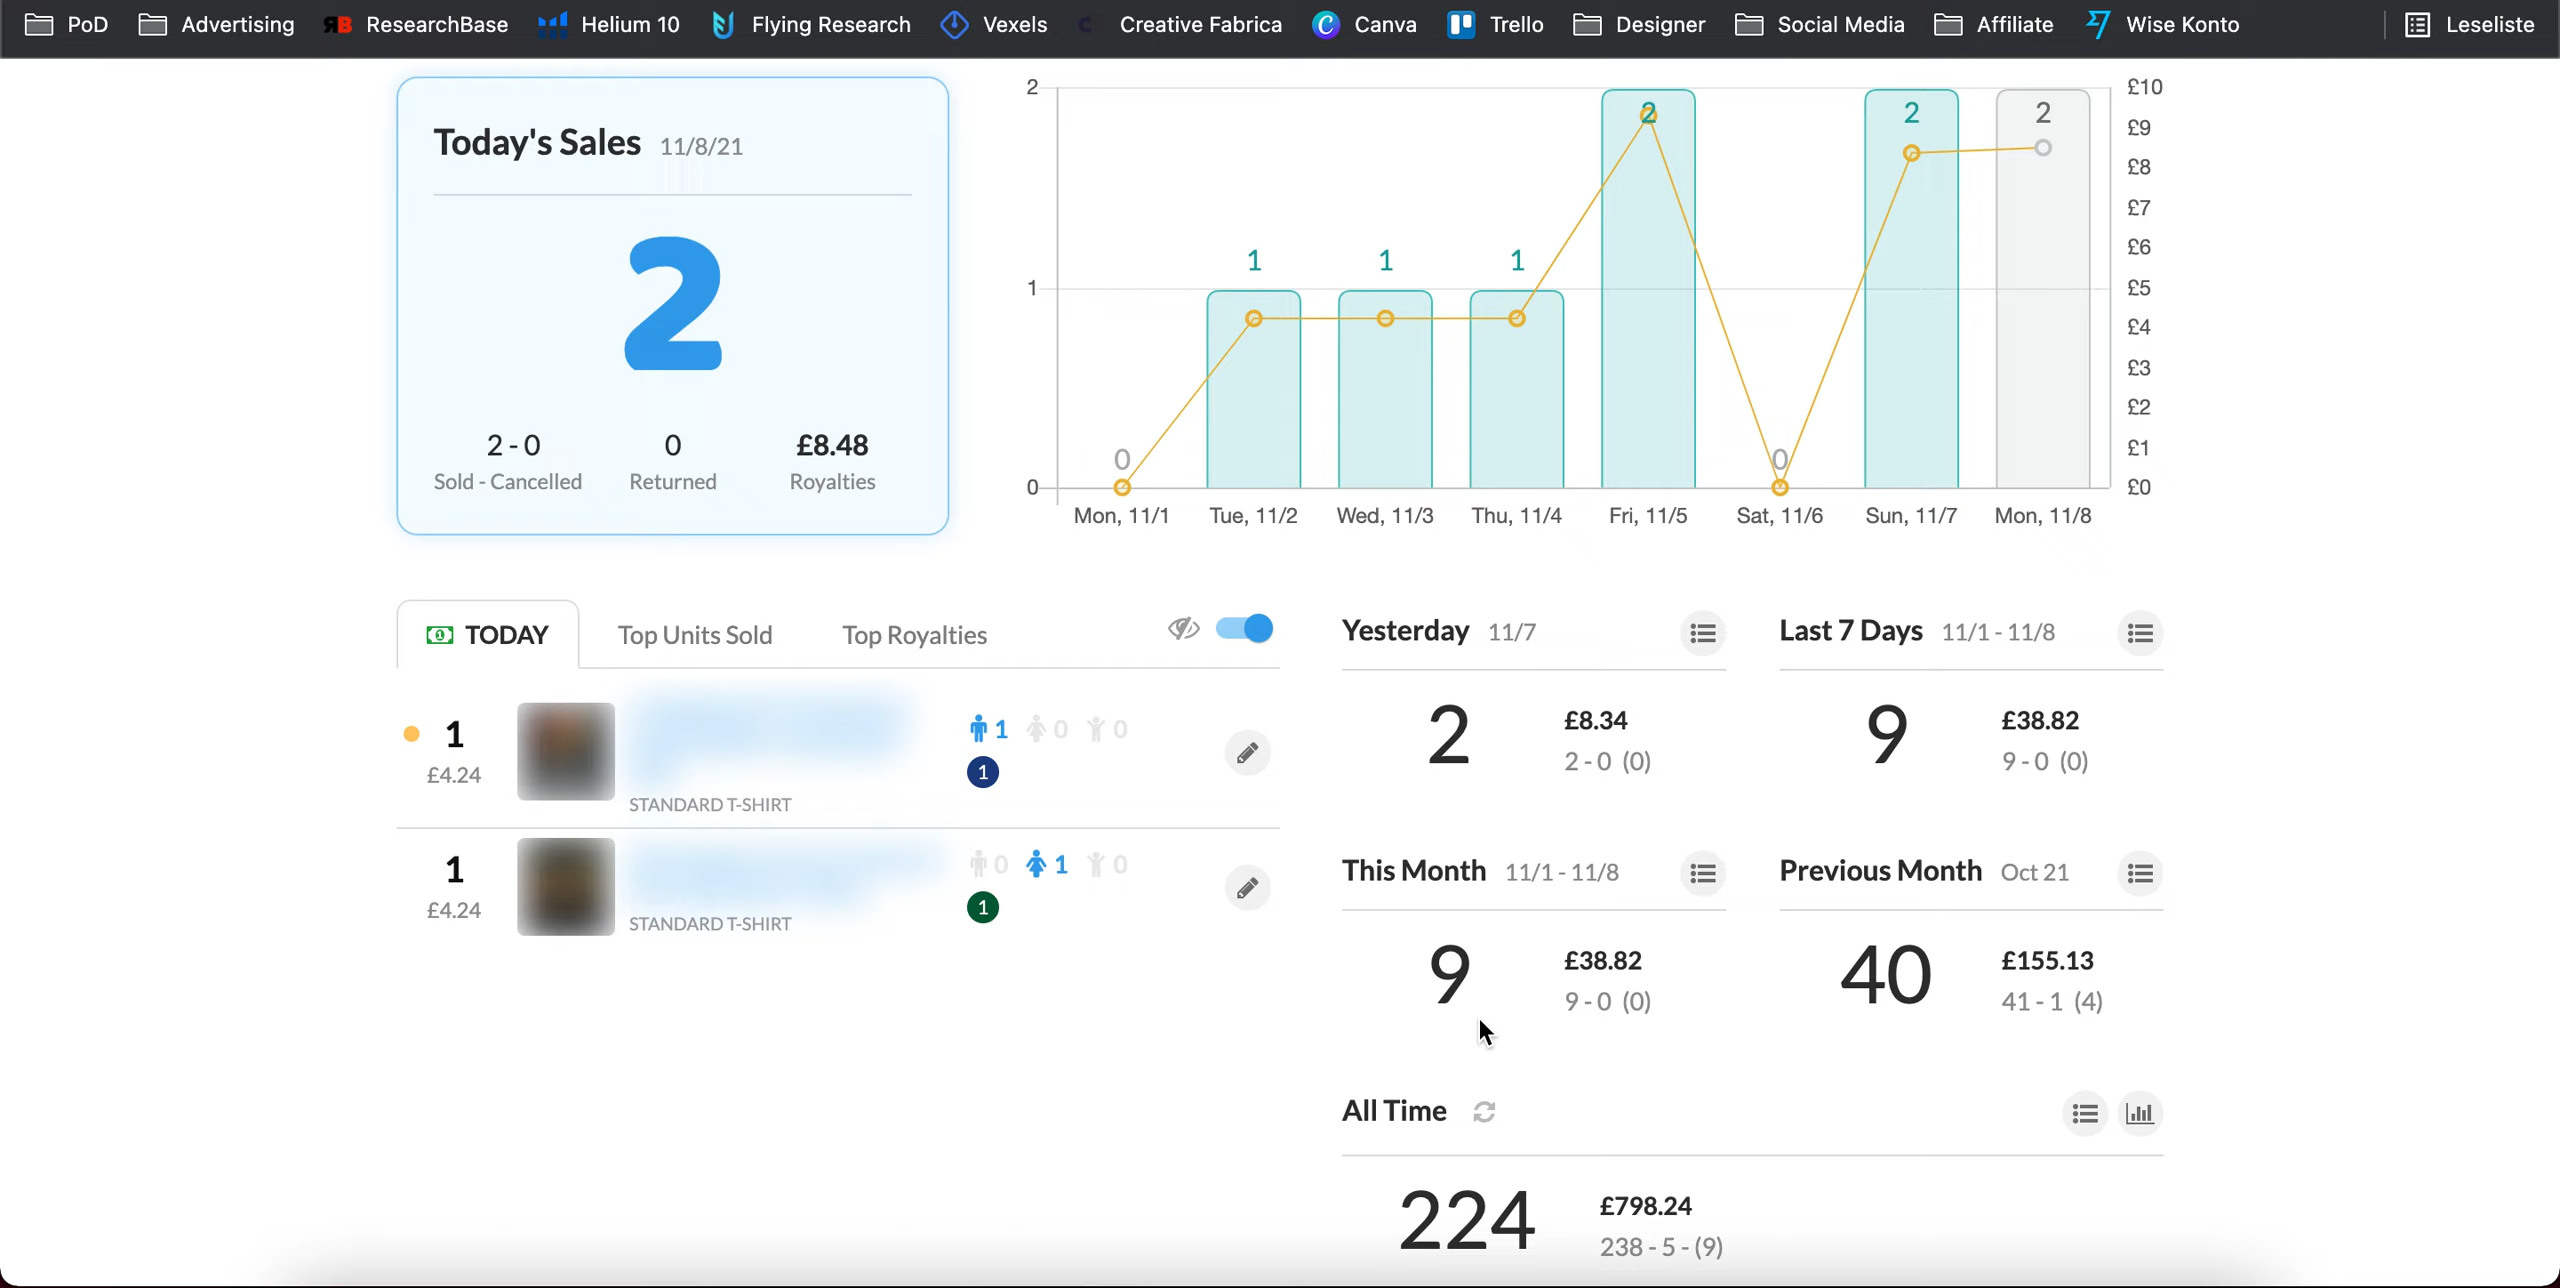 PoD Advertising ResearchBase Helium 10 Flying Research Vexels Creative Fabrica Canva Trello Designer Social Media Affiliate Wise Konto Leseliste
Today's Sales 11/8/21
2
2 - 0 0 £8.48
Sold - Cancelled Returned Royalties
2
1
0
£10
£9
£8
£7
£6
£5
£4
£3
£2
£1
£0
0 1 1 1 2 0 2 2
Mon, 11/1 Tue, 11/2 Wed, 11/3 Thu, 11/4 Fri, 11/5 Sat, 11/6 Sun, 11/7 Mon, 11/8
TODAY Top Units Sold Top Royalties
1 1 0 0
£4.24 1
STANDARD T-SHIRT
1 0 1 0
£4.24 1
STANDARD T-SHIRT
Yesterday 11/7
2 £8.34
2 - 0 (0)
Last 7 Days 11/1 - 11/8
9 £38.82
9 - 0 (0)
This Month 11/1 - 11/8
9 £38.82
9 - 0 (0)
Previous Month Oct 21
40 £155.13
41 - 1 (4)
All Time
224 £798.24
238 - 5 - (9)